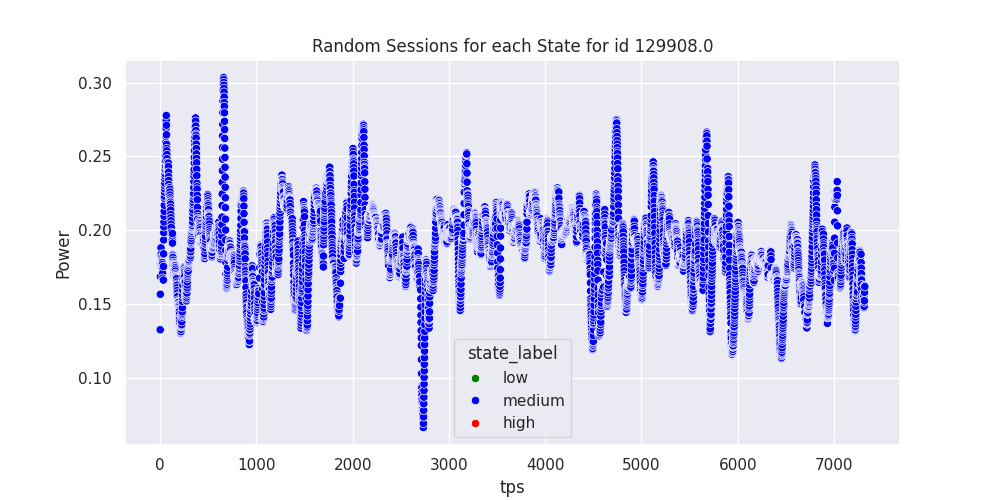 Random Sessions for each State for id 129908.0
Power
0.30
0.25
0.20
0.15
0.10
state_label
low
medium
high
0 1000 2000 3000 4000 5000 6000 7000
tps